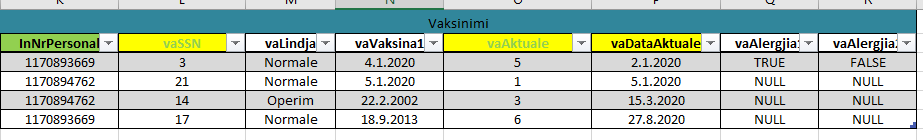 K L M N O P Q R
Vaksinimi
InNrPersonal vaSSN vaLindja vaVaksina1 vaAktuale vaDataAktuale vaAlergjia1 vaAlergjia
1170893669 3 Normale 4.1.2020 5 2.1.2020 TRUE FALSE
1170894762 21 Normale 5.1.2020 1 5.1.2020 NULL NULL
1170894762 14 Operim 22.2.2002 3 15.3.2020 NULL NULL
1170893669 17 Normale 18.9.2013 6 27.8.2020 NULL NULL